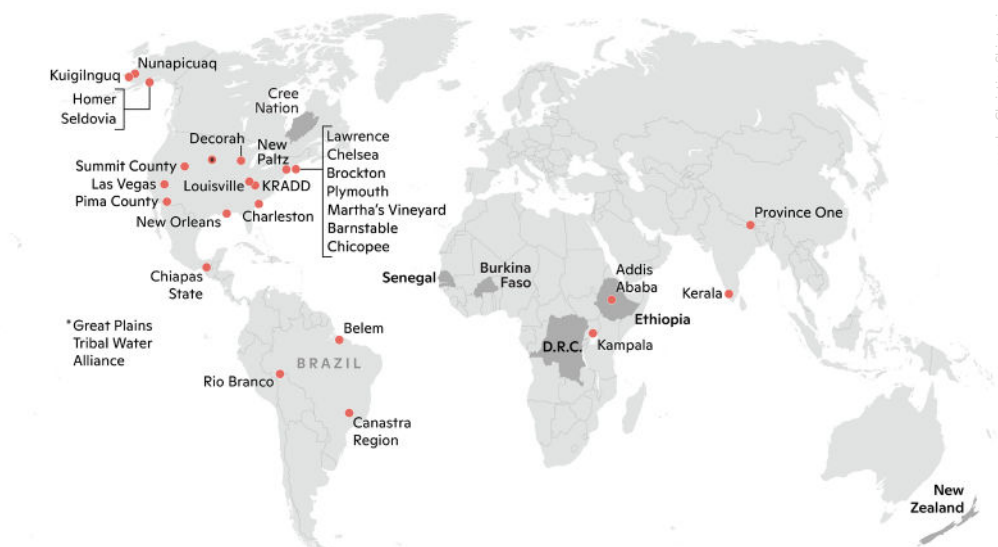 Nunapicuaq
Kuigilnguq
Homer
Seldovia
Cree
Nation
Decorah
New
Paltz
Lawrence
Chelsea
Brockton
Plymouth
Martha's Vineyard
Barnstable
Chicopee
Summit County
Las Vegas
Louisville
KRADD
Pima County
New Orleans
Charleston
Chiapas
State
*Great Plains
Tribal Water
Alliance
Belem
BRAZIL
Rio Branco
Canastra
Region
Senegal
Burkina
Faso
Addis
Ababa
Ethiopia
D.R.C.
Kampala
Province One
Kerala
New
Zealand